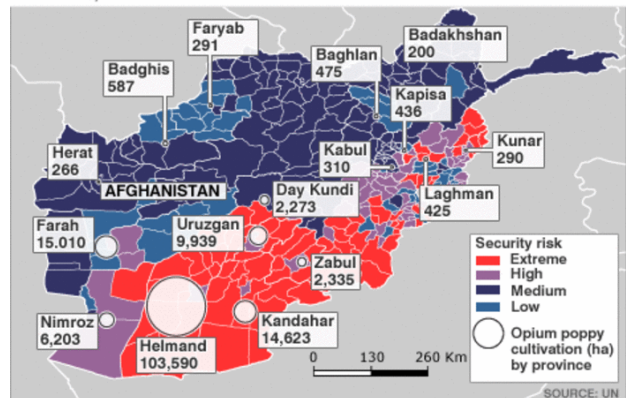 Faryab
291
Badakhshan
200
Baghlan
475
Badghis
587
Kapisa
436
Kunar
290
Kabul
310
Herat
266
AFGHANISTAN
Day Kundi
2,273
Laghman
425
Farah
15.010
Uruzgan
9,939
Zabul
2,335
Nimroz
6,203
Helmand
103,590
Kandahar
14,623
Security risk
Extreme
High
Medium
Low
Opium poppy
cultivation (ha)
by province
0 130 260 Km
SOURCE: UN